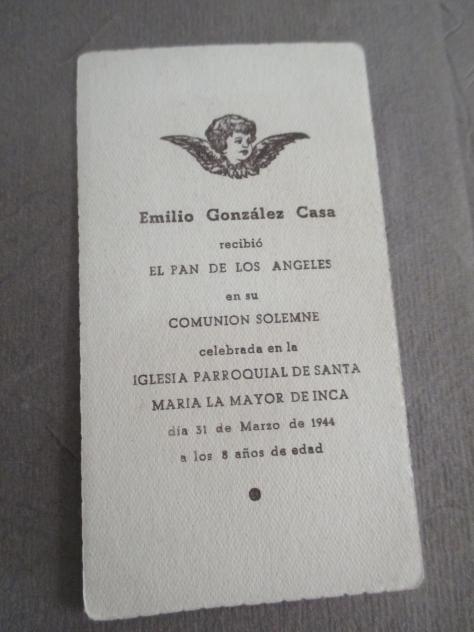 Emilio González Casa
recibió
EL PAN DE LOS ANGELES
en su
COMUNION SOLEMNE
celebrada en la
IGLESIA PARROQUIAL DE SANTA
MARIA LA MAYOR DE INCA
día 31 de Marzo de 1944
a los 8 años de edad